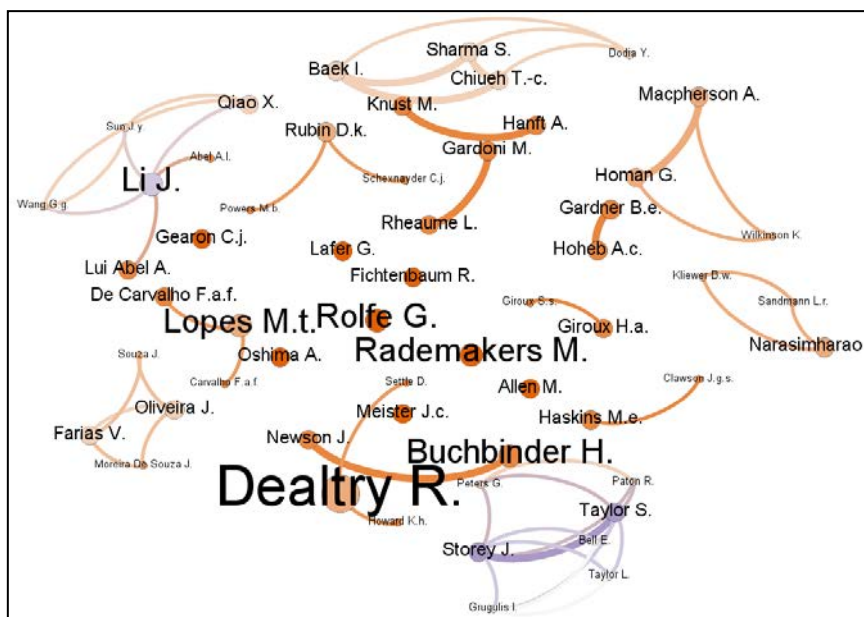 Sharma S.
Dodia Y.
Baek I.
Chiueh T.-c.
Macpherson A.
Qiao X.
Knust M.
Hanft A.
Sun J y
Rubin D.k.
Gardoni M.
Abel A.l.
Li J.
Schexnayder C.j.
Homan G.
Wang G g.
Powers M.b.
Gardner B.e.
Rheaume L.
Wilkinson K.
Gearon C.j.
Lafer G.
Hoheb A.c.
Lui Abel A.
Fichtenbaum R.
Kliewer D.w.
De Carvalho F.a.f.
Sandmann L.r.
Giroux S.s.
Lopes M.t.
Rolfe G.
Giroux H.a.
Narasimharao
Oshima A.
Rademakers M.
Souza J.
Carvalho F.a.f.
Settle D.
Allen M.
Clawson J.g.s.
Oliveira J.
Meister J.c.
Haskins M.e.
Farias V.
Newson J.
Buchbinder H.
Moreira De Souza J.
Dealtry R.
Peters G.
Paton R.
Taylor S.
Howard K.h.
Storey J.
Bell E.
Taylor L.
Grugulis I.